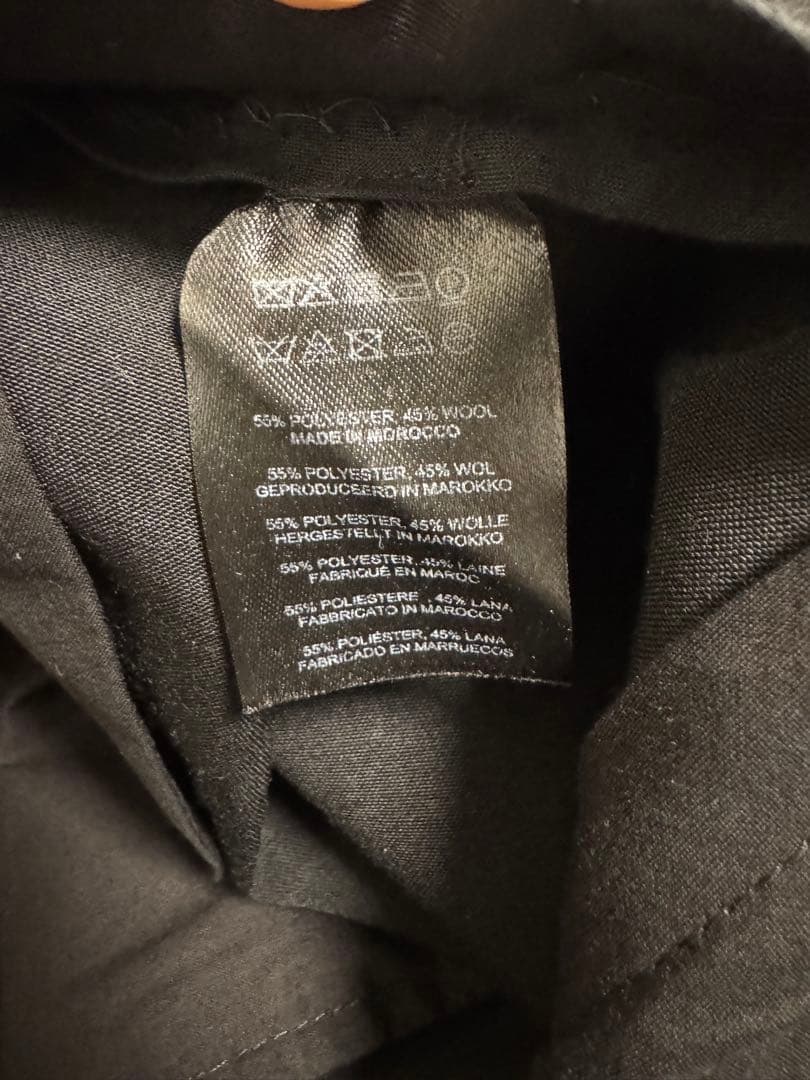 55% POLYESTER, 45% WOOL
MADE IN MOROCCO
55% POLYESTER, 45% WOL
GEPRODUCEERD IN MAROKKO
55% POLYESTER, 45% WOLLE
HERGESTELLT IN MAROKKO
55% POLYESTER, 45% LAINE
FABRIQUÉ EN MAROC
55% POLIESTERE , 45% LANA
FABBRICATO IN MAROCCO
55% POLIÉSTER, 45% LANA
FABRICADO EN MARRUECOS